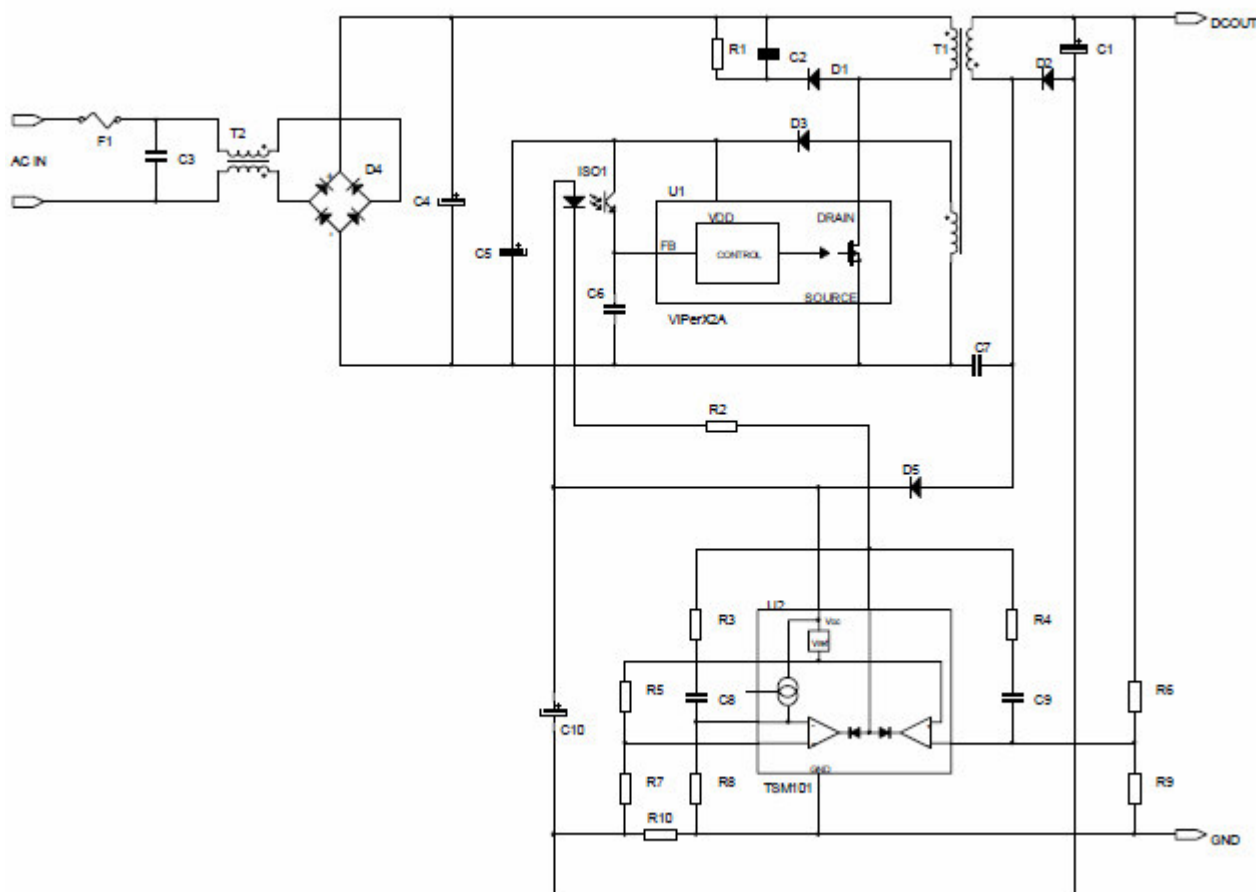 DCOUT
R1
C2
D1
T1
D2
C1
F1
T2
D3
AC IN
C3
D4
ISO1
U1
C4
VDD
DRAIN
FB
CONTROL
C5
C6
SOURCE
VIPerX2A
C7
R2
D5
U2
R3
Vcc
R4
Vref
R5
C8
C9
R6
C10
GND
R7
R8
TSM101
R9
R10
GND